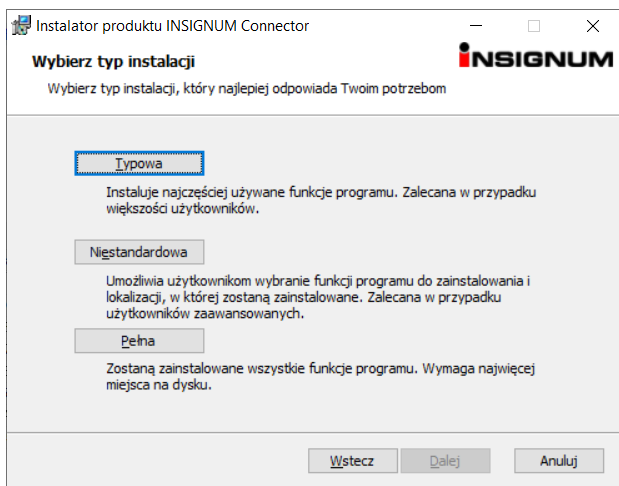 Instalator produktu INSIGNUM Connector
Wybierz typ instalacji
INSIGNUM
Wybierz typ instalacji, który najlepiej odpowiada Twoim potrzebom
Typowa
Instaluje najczęściej używane funkcje programu. Zalecana w przypadku
większości użytkowników.
Niestandardowa
Umożliwia użytkownikom wybranie funkcji programu do zainstalowania i
lokalizacji, w której zostaną zainstalowane. Zalecana w przypadku
użytkowników zaawansowanych.
Pełna
Zostaną zainstalowane wszystkie funkcje programu. Wymaga najwięcej
miejsca na dysku.
Wstecz
Dalej
Anuluj